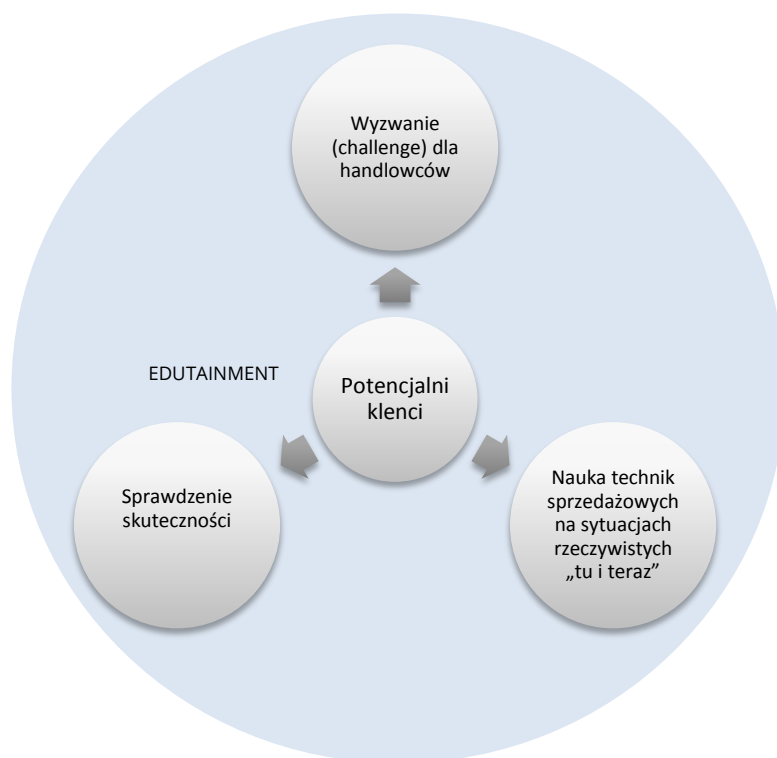 Wyzwanie
(challenge) dla
handlowców
EDUTAINMENT
Potencjalni
klenci
Sprawdzenie
skuteczności
Nauka technik
sprzedażowych
na sytuacjach
rzeczywistych
„tu i teraz”